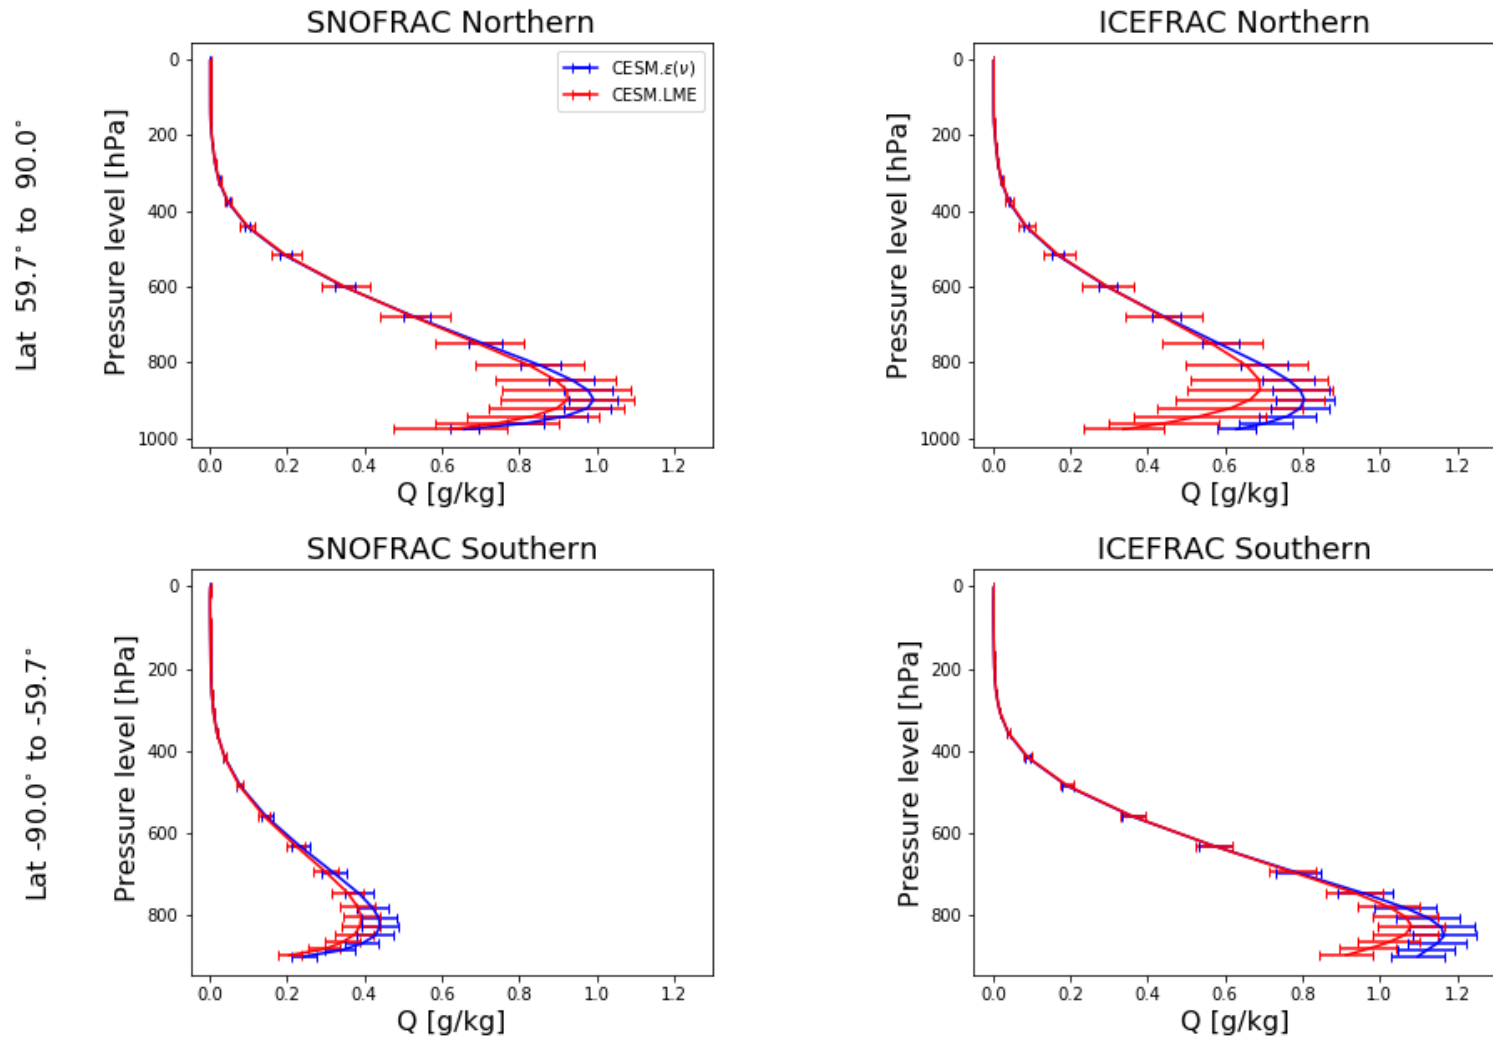 SNOFRAC Northern
Lat 59.7° to 90.0°
Pressure level [hPa]
0
200
400
600
800
1000
CESM.ε(ν)
CESM.LME
0.0 0.2 0.4 0.6 0.8 1.0 1.2
Q [g/kg]
ICEFRAC Northern
Pressure level [hPa]
0
200
400
600
800
1000
0.0 0.2 0.4 0.6 0.8 1.0 1.2
Q [g/kg]
SNOFRAC Southern
Lat -90.0° to -59.7°
Pressure level [hPa]
0
200
400
600
800
0.0 0.2 0.4 0.6 0.8 1.0 1.2
Q [g/kg]
ICEFRAC Southern
Pressure level [hPa]
0
200
400
600
800
0.0 0.2 0.4 0.6 0.8 1.0 1.2
Q [g/kg]